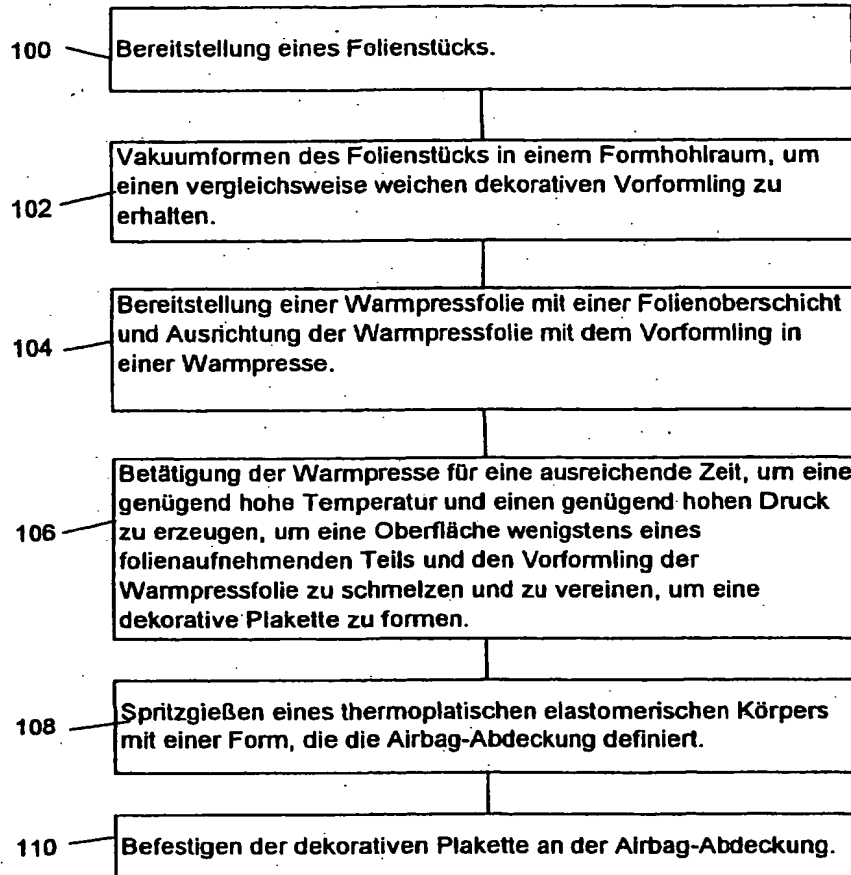 100
Bereitstellung eines Folienstücks.
102
Vakuumformen des Folienstücks in einem Formhohlraum, um
einen vergleichsweise weichen dekorativen Vorformling zu
erhalten.
104
Bereitstellung einer Warmpressfolie mit einer Folienoberschicht
und Ausrichtung der Warmpressfolie mit dem Vorformling in
einer Warmpresse.
106
Betätigung der Warmpresse für eine ausreichende Zeit, um eine
genügend hohe Temperatur und einen genügend hohen Druck
zu erzeugen, um eine Oberfläche wenigstens eines
folienaufnehmenden Teils und den Vorformling der
Warmpressfolie zu schmelzen und zu vereinen, um eine
dekorative Plakette zu formen.
108
Spritzgießen eines thermoplatischen elastomerischen Körpers
mit einer Form, die die Airbag-Abdeckung definiert.
110
Befestigen der dekorativen Plakette an der Airbag-Abdeckung.